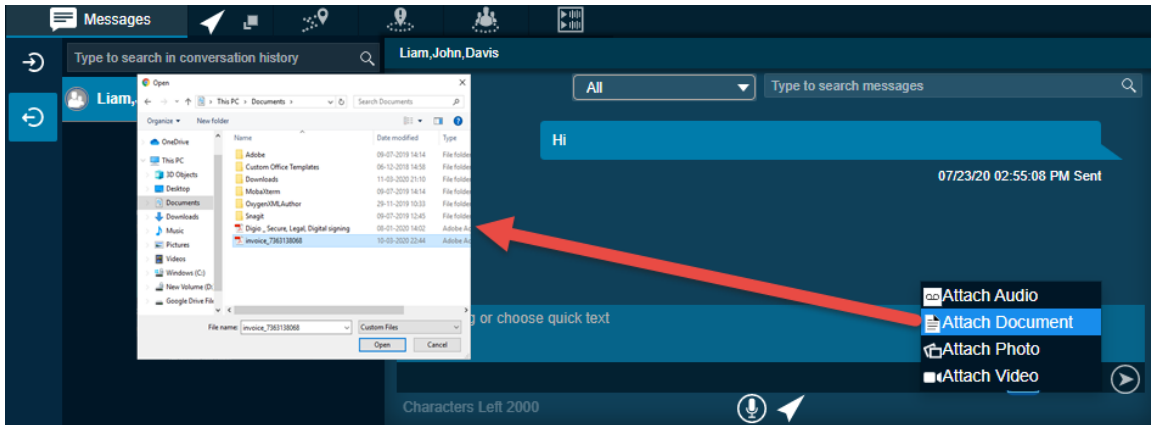 Messages
Type to search in conversation history
Liam,John,Davis
Liam,
All
Type to search messages
Hi
07/23/20 02:55:08 PM Sent
Open
This PC > Documents >
Search Documents
Organize
New folder
Name
Date modified
Type
OneDrive
This PC
3D Objects
Desktop
Documents
Downloads
Music
Pictures
Videos
Windows (C:)
New Volume (D:
Google Drive File
Adobe 09-07-2019 14:14 File folder
Custom Office Templates 06-12-2018 14:58 File folder
Downloads 11-03-2020 21:10 File folder
MobaXterm 09-07-2019 14:14 File folder
OxygenXMLAuthor 29-11-2019 10:33 File folder
Snagit 09-07-2019 12:45 File folder
Digio _ Secure, Legal, Digital signing 08-01-2020 14:02 Adobe Ac
invoice_7363138068 10-03-2020 22:44 Adobe Ac
File name: invoice_7363138068
Custom Files
Open
Cancel
g or choose quick text
Attach Audio
Attach Document
Attach Photo
Attach Video
Characters Left 2000